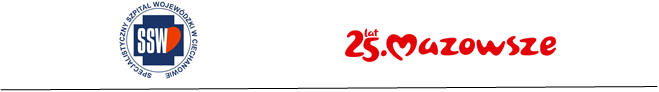 SPECJALISTYCZNY SZPITAL WOJEWÓDZKI W CIECHANOWIE
SSW
25 lat.
Mazowsze